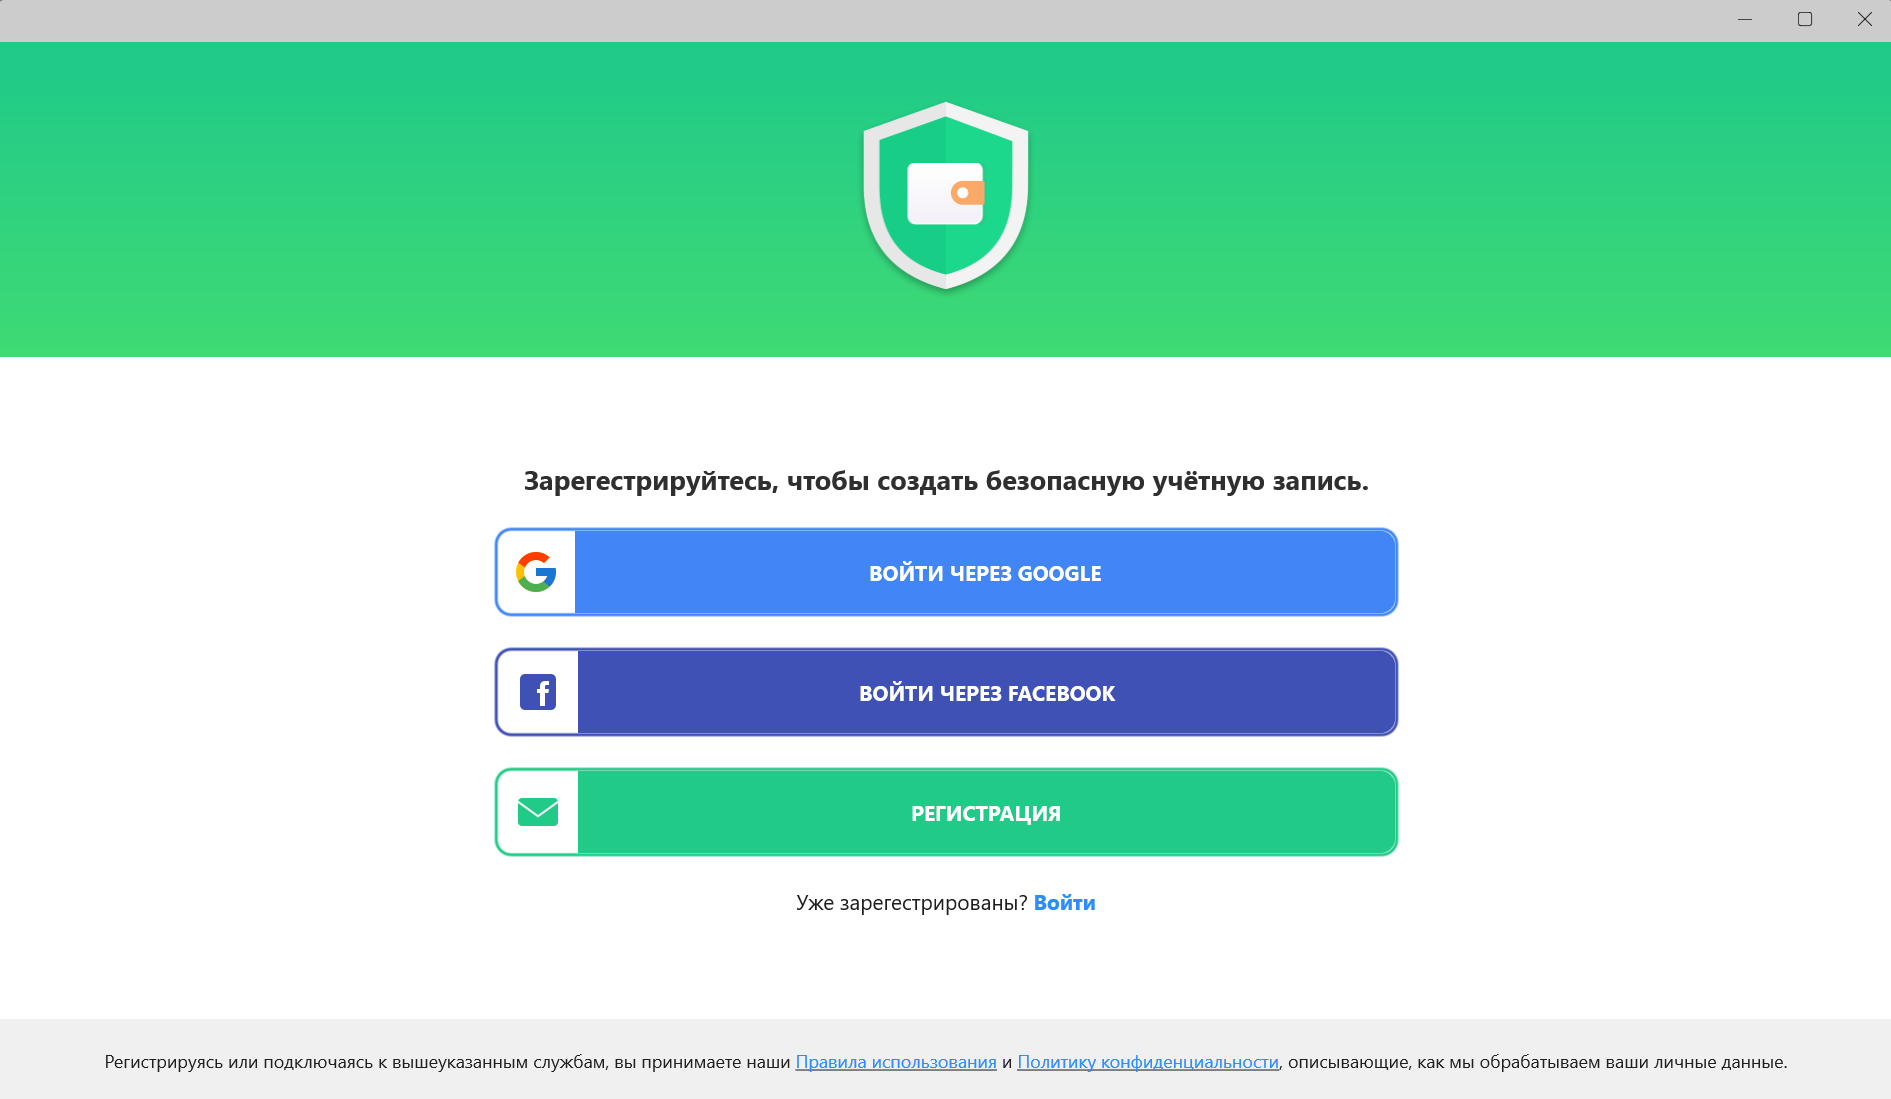 Зарегестрируйтесь, чтобы создать безопасную учётную запись.
ВОЙТИ ЧЕРЕЗ GOOGLE
ВОЙТИ ЧЕРЕЗ FACEBOOK
РЕГИСТРАЦИЯ
Уже зарегестрированы? Войти
Регистрируясь или подключаясь к вышеуказанным службам, вы принимаете наши Правила использования и Политику конфиденциальности, описывающие, как мы обрабатываем ваши личные данные.